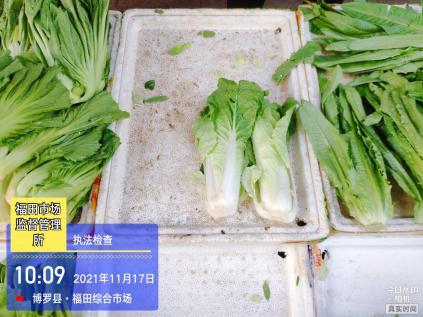 福田市场
监督管理
所
执法检查
10:09
2021年11月17日
博罗县·福田综合市场
今日水印
相机
真实时间